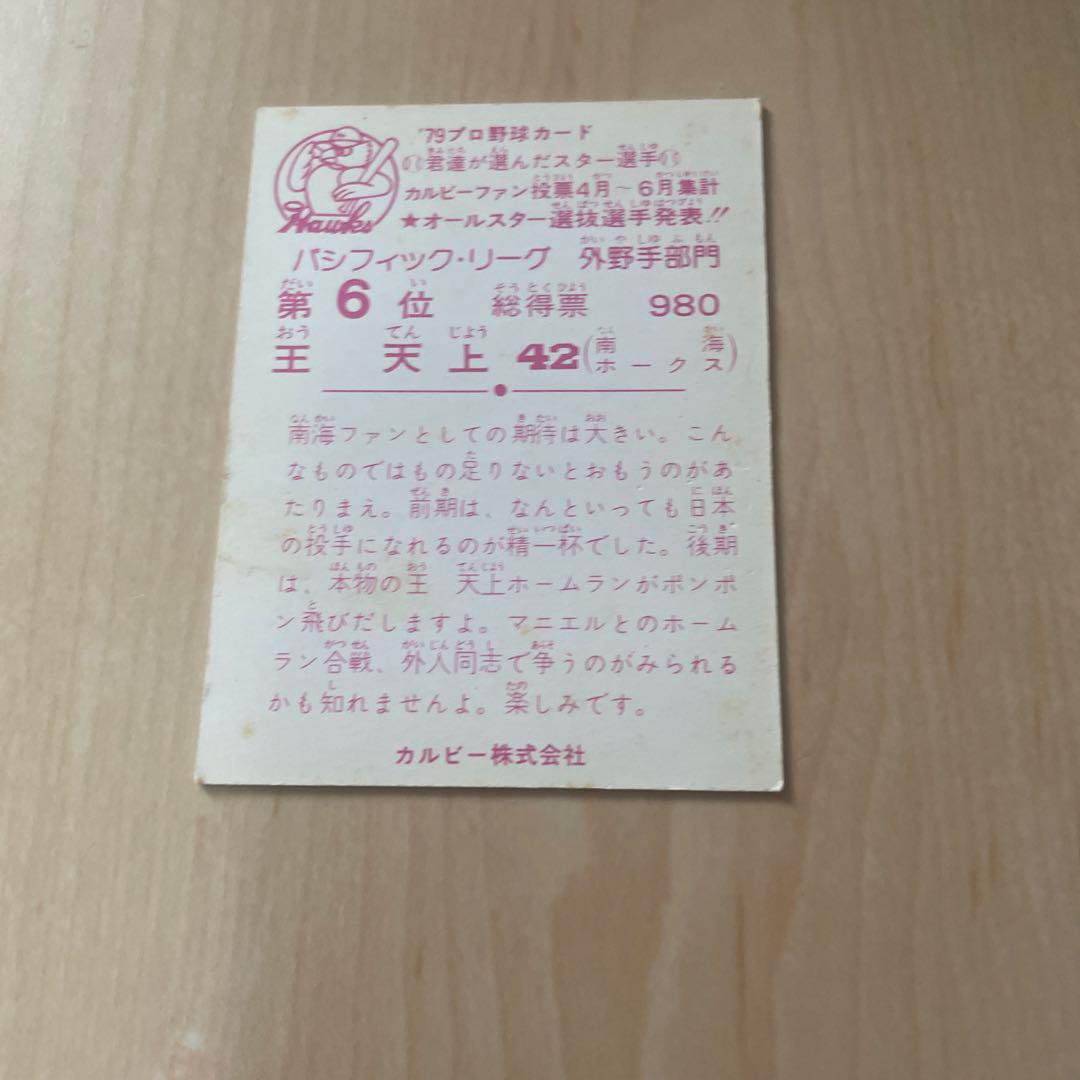 Hawks
'79プロ野球カード
君達が選んだスター選手
カルビーファン投票4月～6月集計
★オールスター選抜選手発表!!
パシフィック・リーグ 外野手部門
第6位 総得票 980
王 天上 42(南海ホークス)
南海ファンとしての期待は大きい。こん
なものではもの足りないとおもうのがあ
たりまえ。前期は、なんといっても日本
の投手になれるのが精一杯でした。後期
は、本物の王 天上ホームランがポンポ
ン飛びだしますよ。マニエルとのホーム
ラン合戦、外人同志で争うのがみられる
かも知れませんよ。楽しみです。
カルビー株式会社